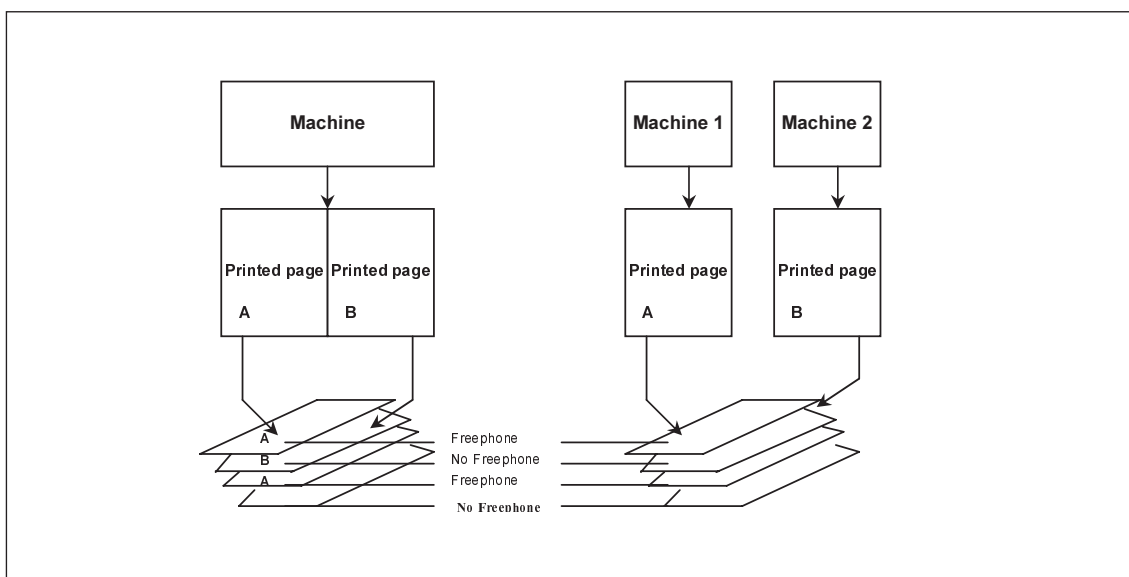 Machine
Machine 1
Machine 2
Printed page
Printed page
A
B
Printed page
A
Printed page
B
A
Freephone
B
No Freephone
A
Freephone
No Freephone